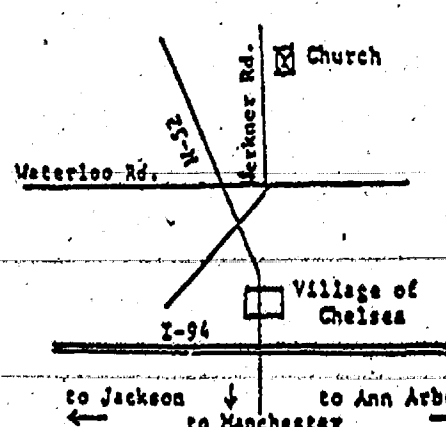 Church
Werkner Rd.
M-52
Waterloo Rd.
Village of
Chelsea
I-94
to Jackson
to Ann Arb
to Manchester